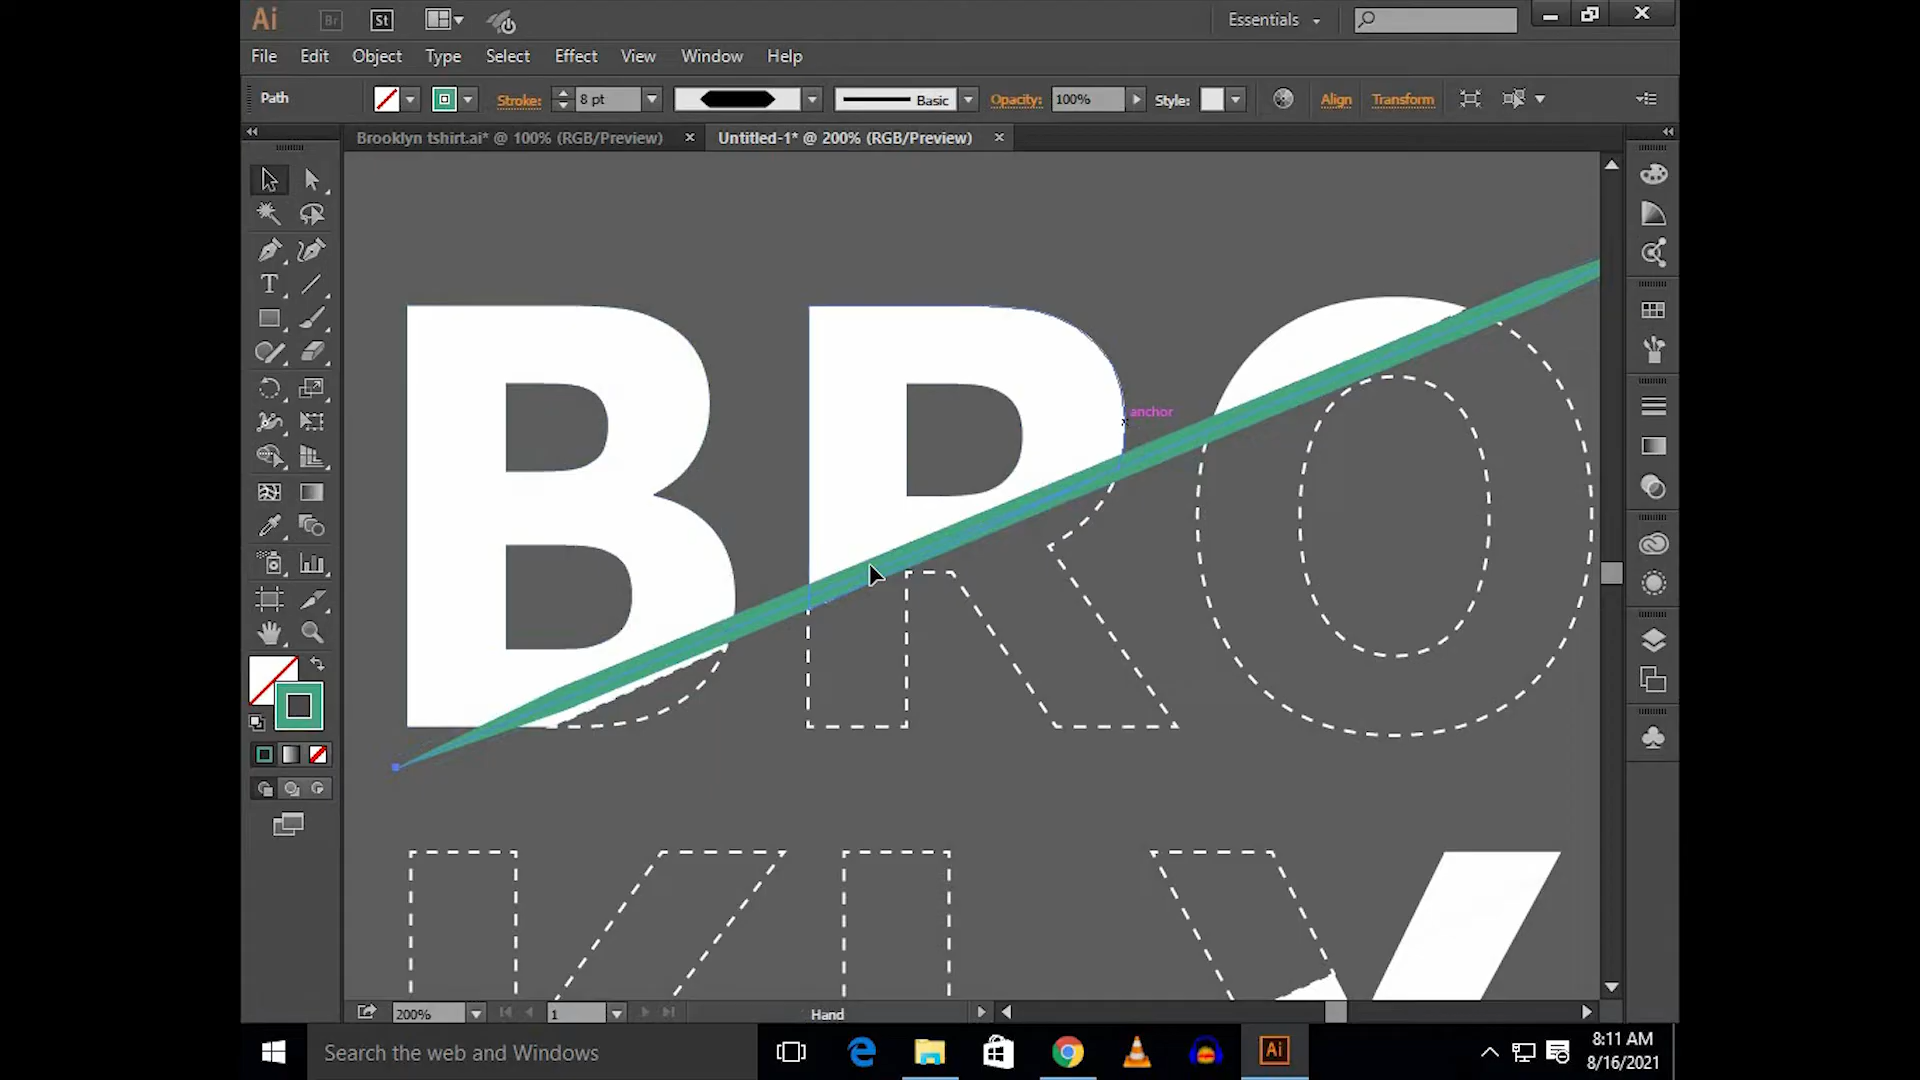 Ai Br St Essentials
File Edit Object Type Select Effect View Window Help
Path Stroke: 8 pt Basic Opacity: 100% Style: Align Transform
Brooklyn tshirt.ai* @ 100% (RGB/Preview) × Untitled-1* @ 200% (RGB/Preview) ×
BRO
anchor
200% 1 Hand
Search the web and Windows
Ai
8:11 AM
8/16/2021